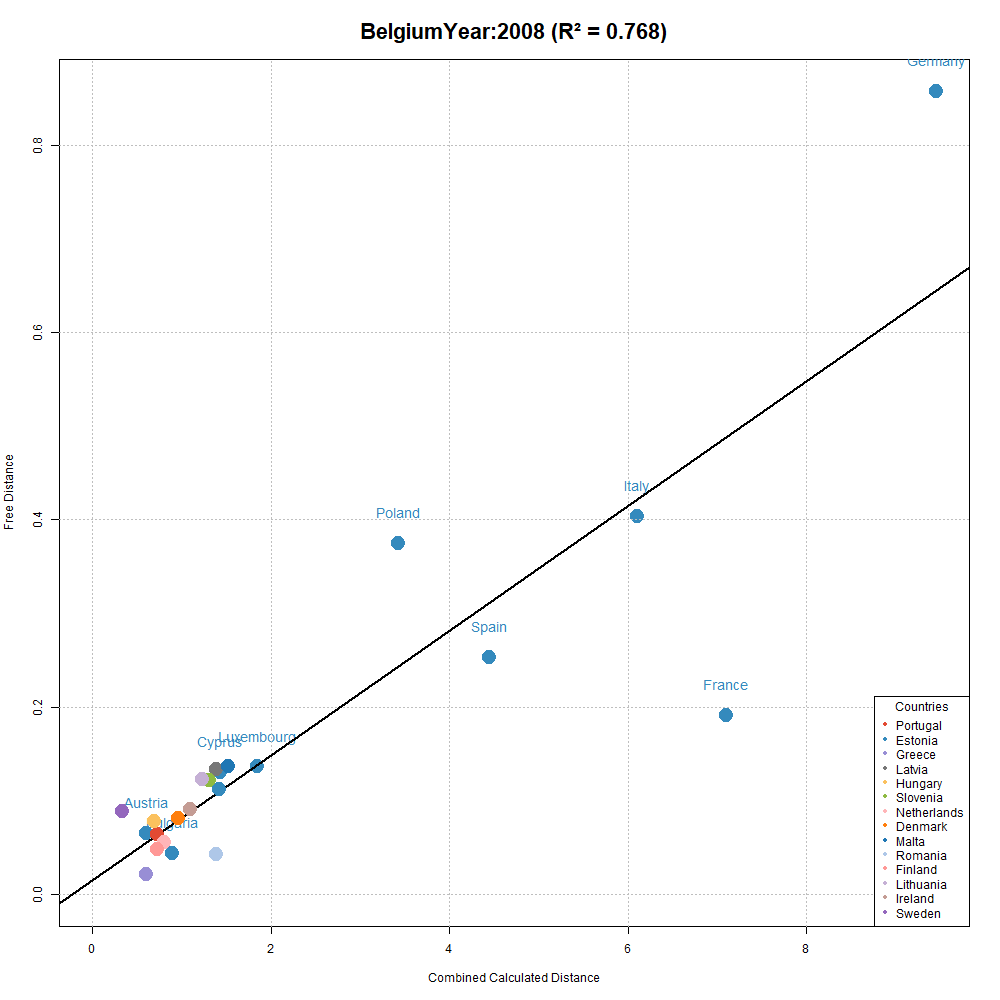 BelgiumYear:2008 (R² = 0.768)
Germany
0.8
0.6
Italy
Poland
0.4
Free Distance
Spain
France
0.2
Luxembourg
Cyprus
Austria
Bulgaria
0.0
Countries
Portugal
Estonia
Greece
Latvia
Hungary
Slovenia
Netherlands
Denmark
Malta
Romania
Finland
Lithuania
Ireland
Sweden
0 2 4 6 8
Combined Calculated Distance